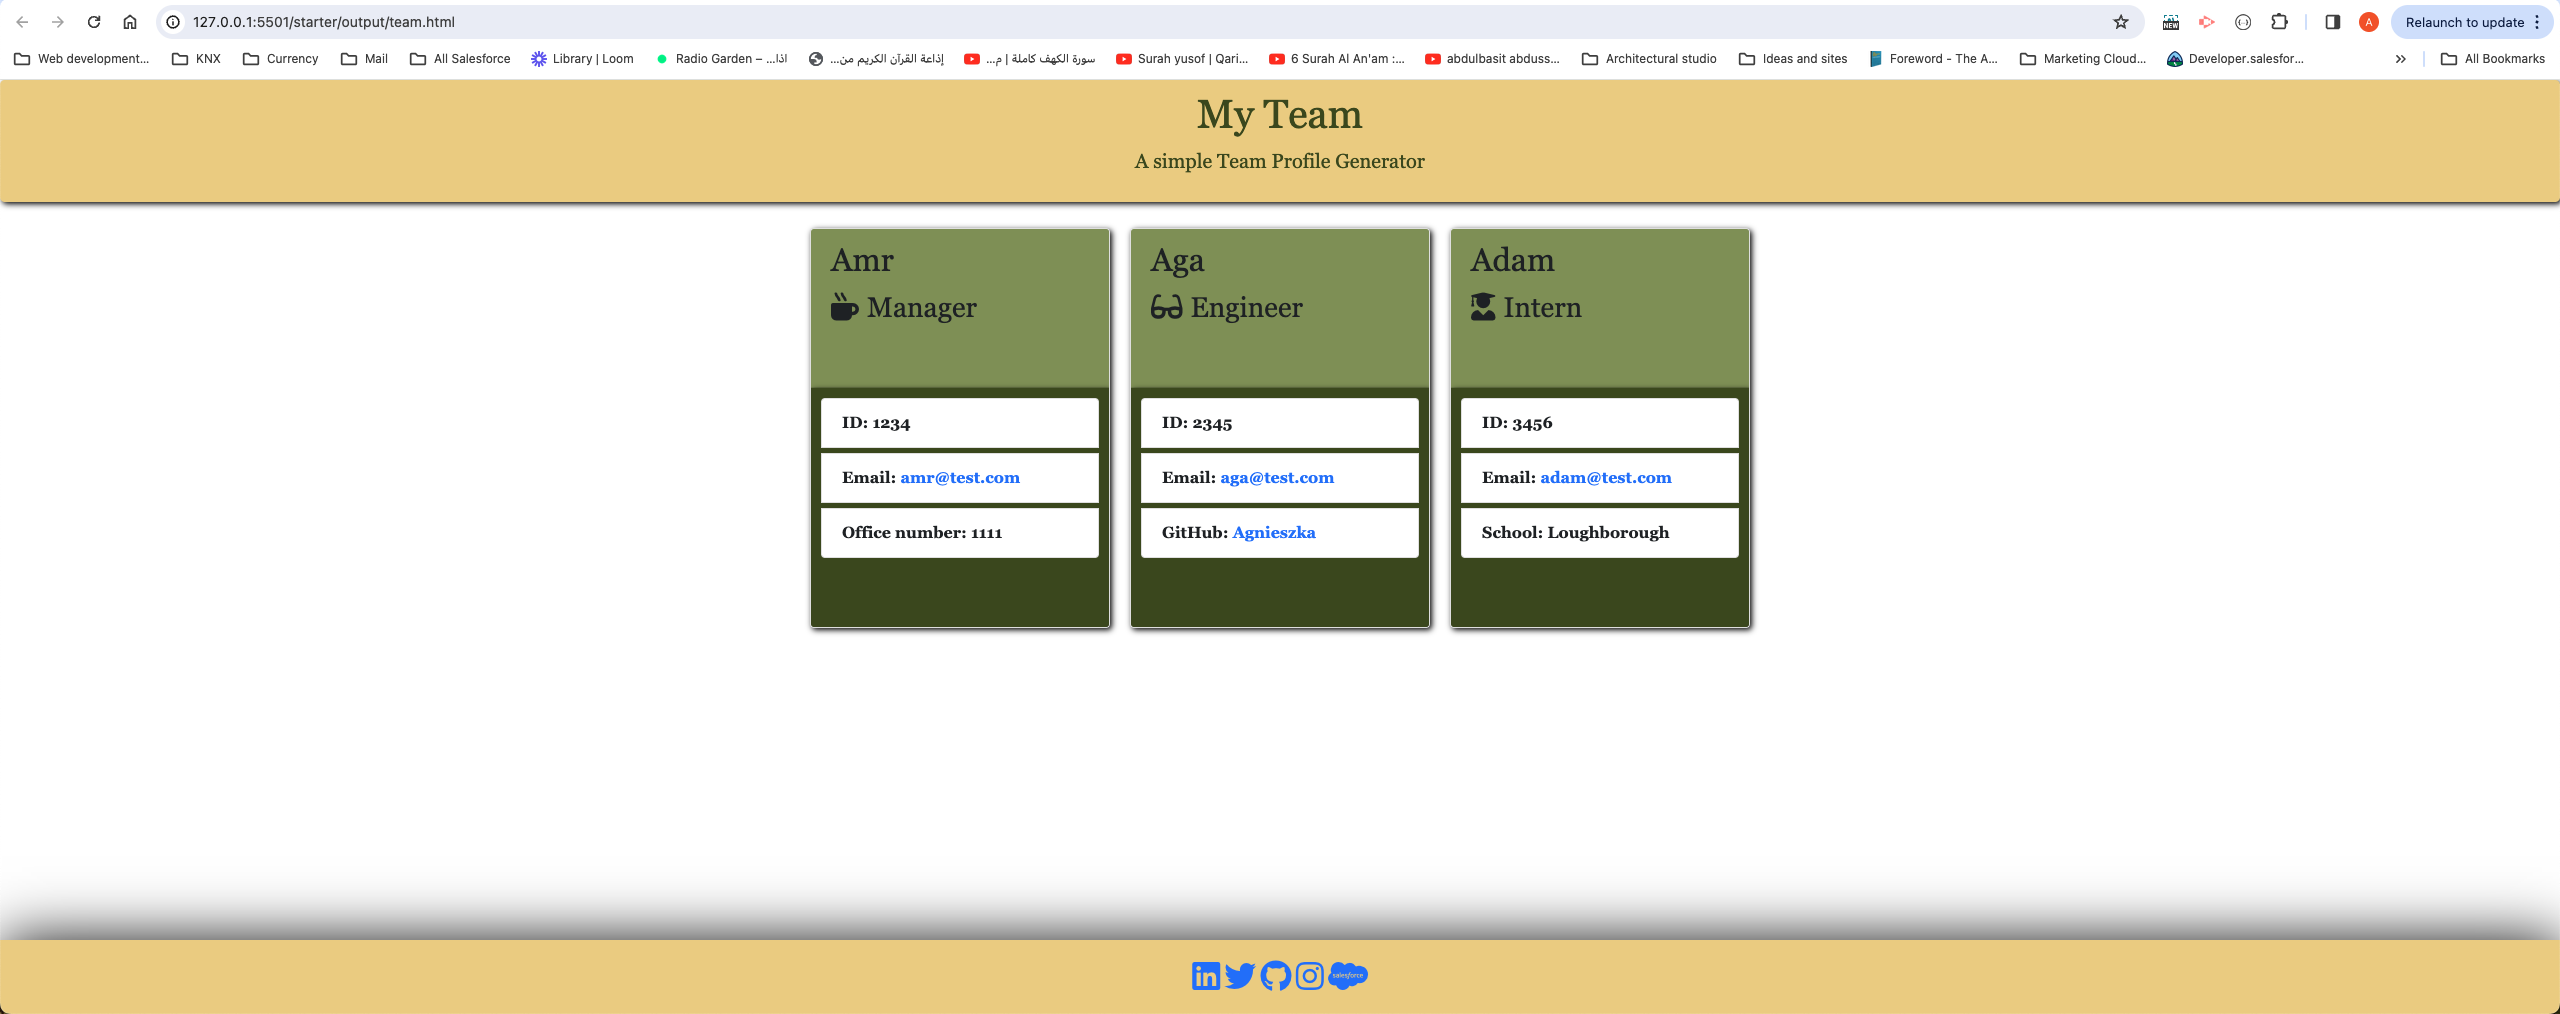 127.0.0.1:5501/starter/output/team.html
NEW
A
Relaunch to update
Web development...
KNX
Currency
Mail
All Salesforce
Library | Loom
Radio Garden – ...اذا
إذاعة القرآن الكريم من...
سورة الكهف كاملة | م...
Surah yusof | Qari...
6 Surah Al An'am :...
abdulbasit abduss...
Architectural studio
Ideas and sites
Foreword - The A...
Marketing Cloud...
Developer.salesfor...
All Bookmarks
My Team
A simple Team Profile Generator
Amr
Manager
ID: 1234
Email: amr@test.com
Office number: 1111
Aga
Engineer
ID: 2345
Email: aga@test.com
GitHub: Agnieszka
Adam
Intern
ID: 3456
Email: adam@test.com
School: Loughborough
in
salesforce